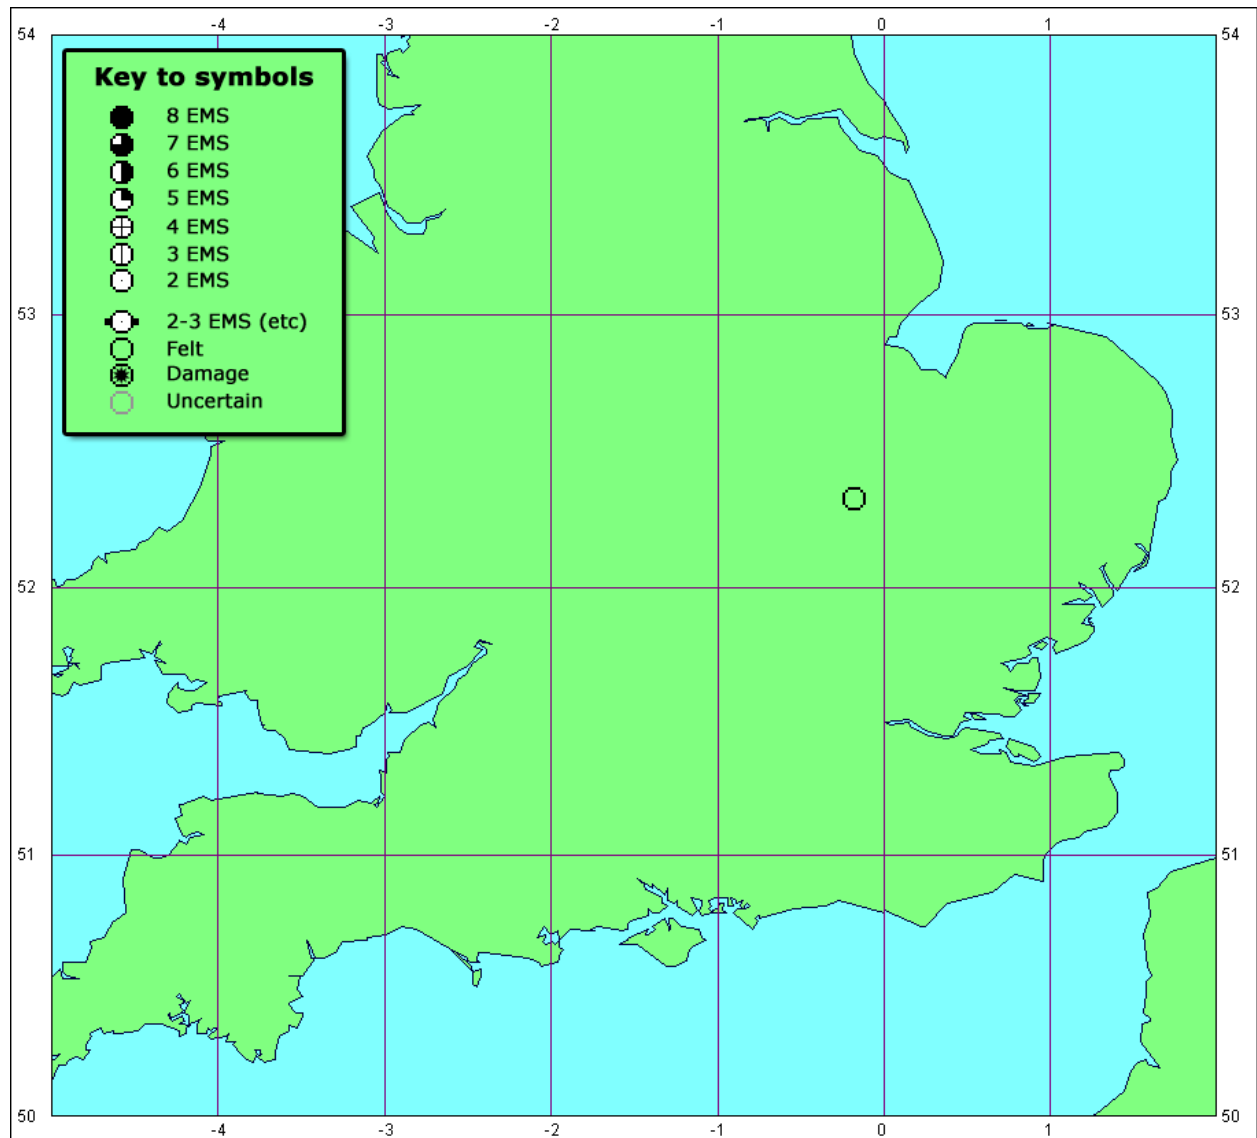 -4 -3 -2 -1 0 1
54 54
Key to symbols
8 EMS
7 EMS
6 EMS
5 EMS
4 EMS
3 EMS
2 EMS
2-3 EMS (etc)
Felt
Damage
Uncertain
53 53
52 52
51 51
50 50
-4 -3 -2 -1 0 1